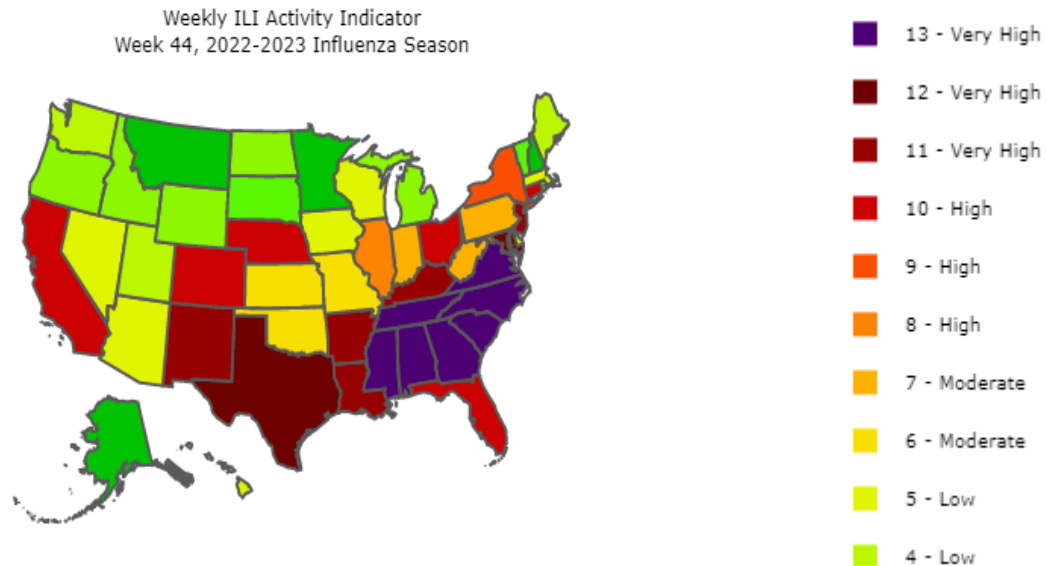 Weekly ILI Activity Indicator
Week 44, 2022-2023 Influenza Season
13 - Very High
12 - Very High
11 - Very High
10 - High
9 - High
8 - High
7 - Moderate
6 - Moderate
5 - Low
4 - Low